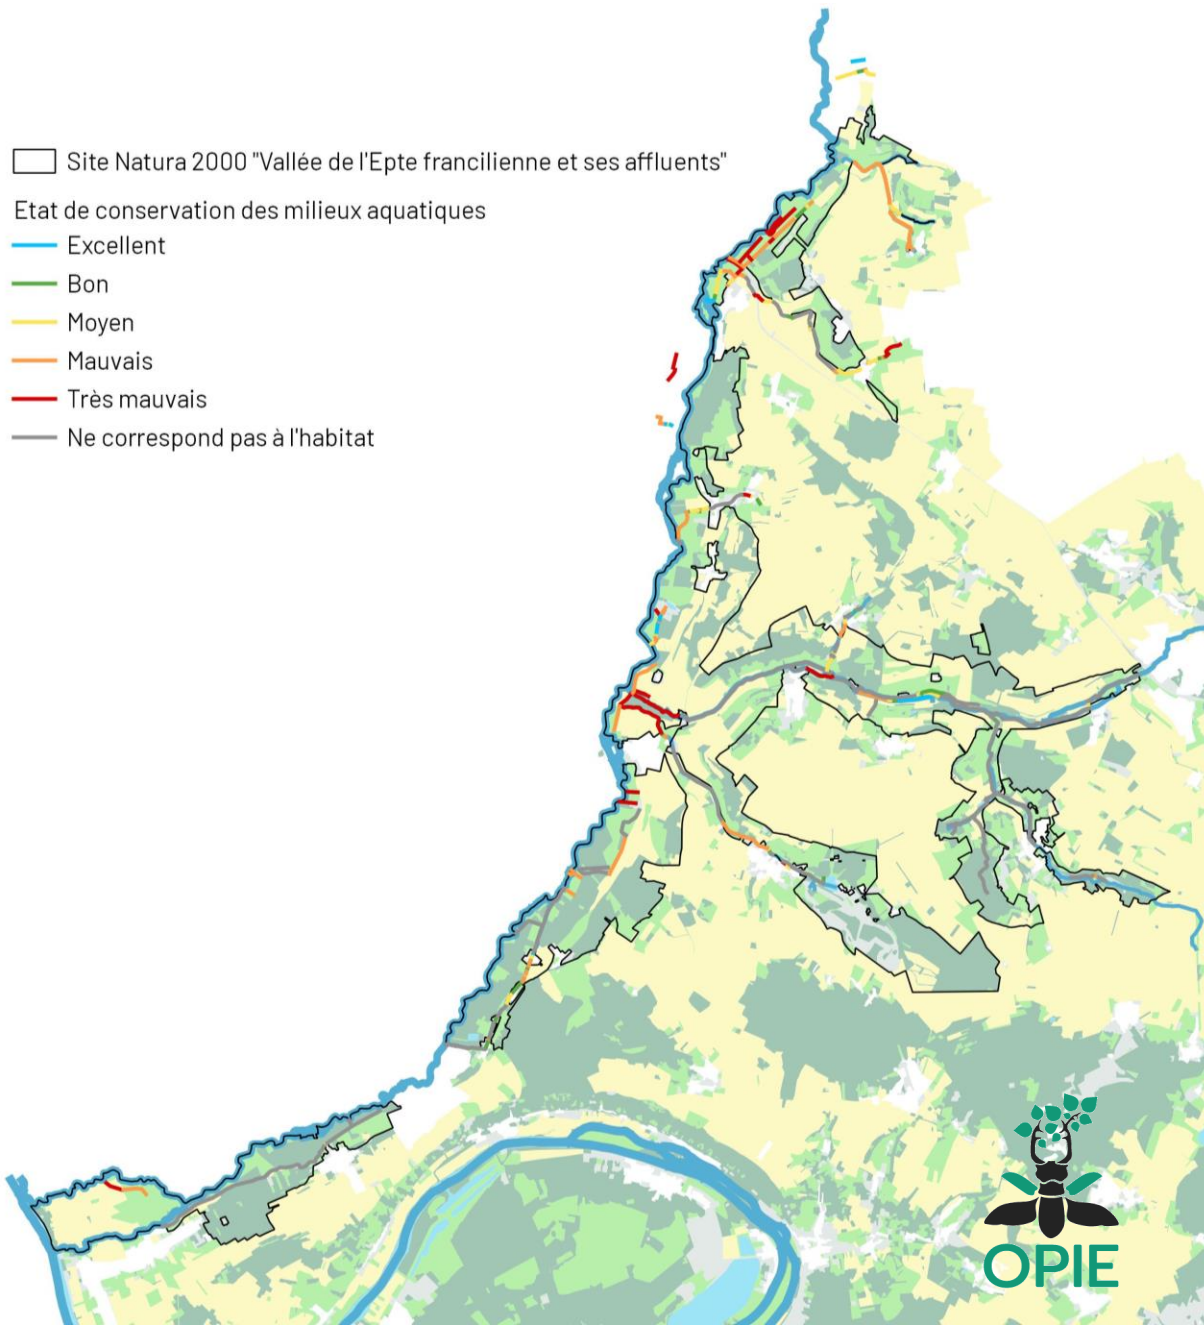 Site Natura 2000 "Vallée de l'Epte francilienne et ses affluents"
Etat de conservation des milieux aquatiques
Excellent
Bon
Moyen
Mauvais
Très mauvais
Ne correspond pas à l'habitat
OPIE